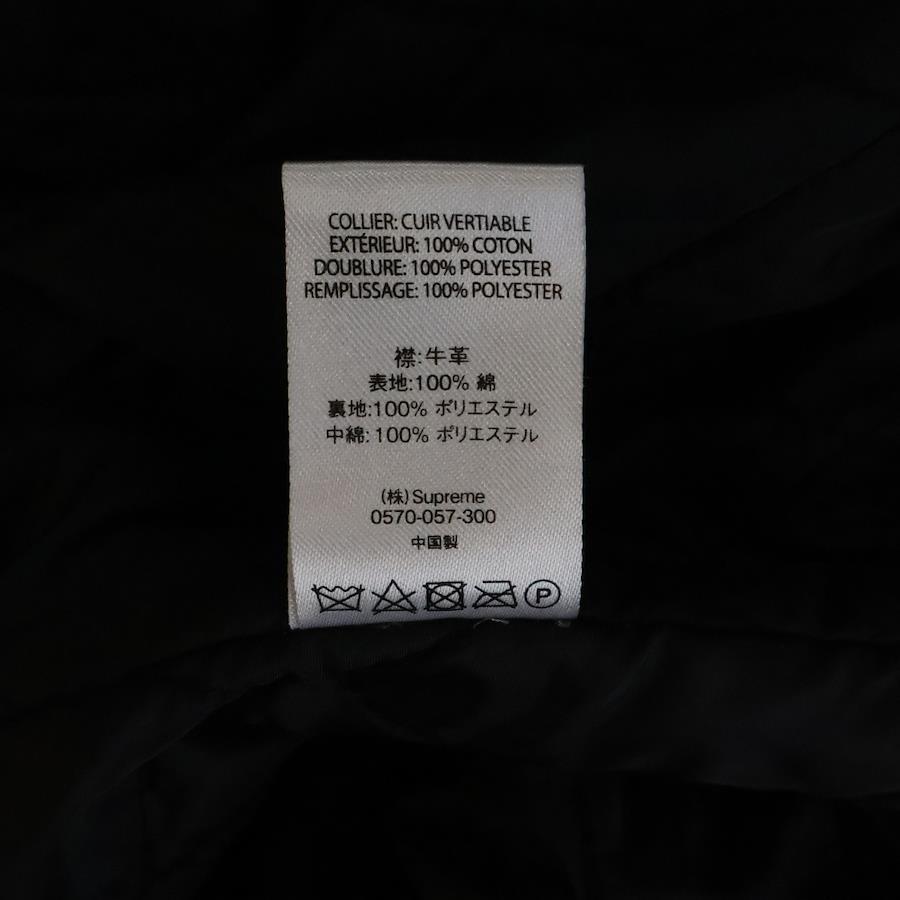 COLLIER: CUIR VERTIABLE
EXTÉRIEUR: 100% COTON
DOUBLURE: 100% POLYESTER
REMPLISSAGE: 100% POLYESTER
襟:牛革
表地:100% 綿
裏地:100% ポリエステル
中綿:100% ポリエステル
(株) Supreme
0570-057-300
中国製
P